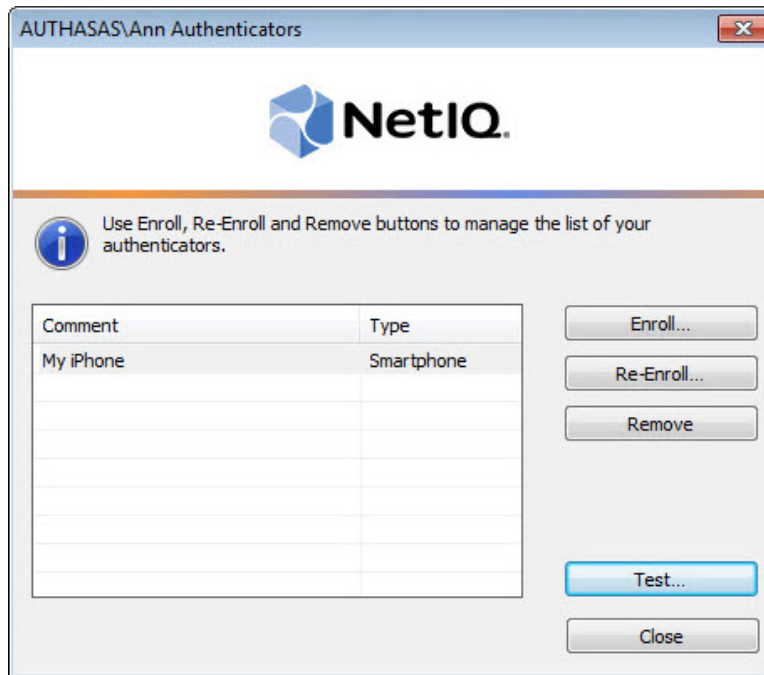 AUTHASAS\Ann Authenticators
NetIQ.
Use Enroll, Re-Enroll and Remove buttons to manage the list of your
authenticators.
Comment Type
My iPhone Smartphone
Enroll...
Re-Enroll...
Remove
Test...
Close